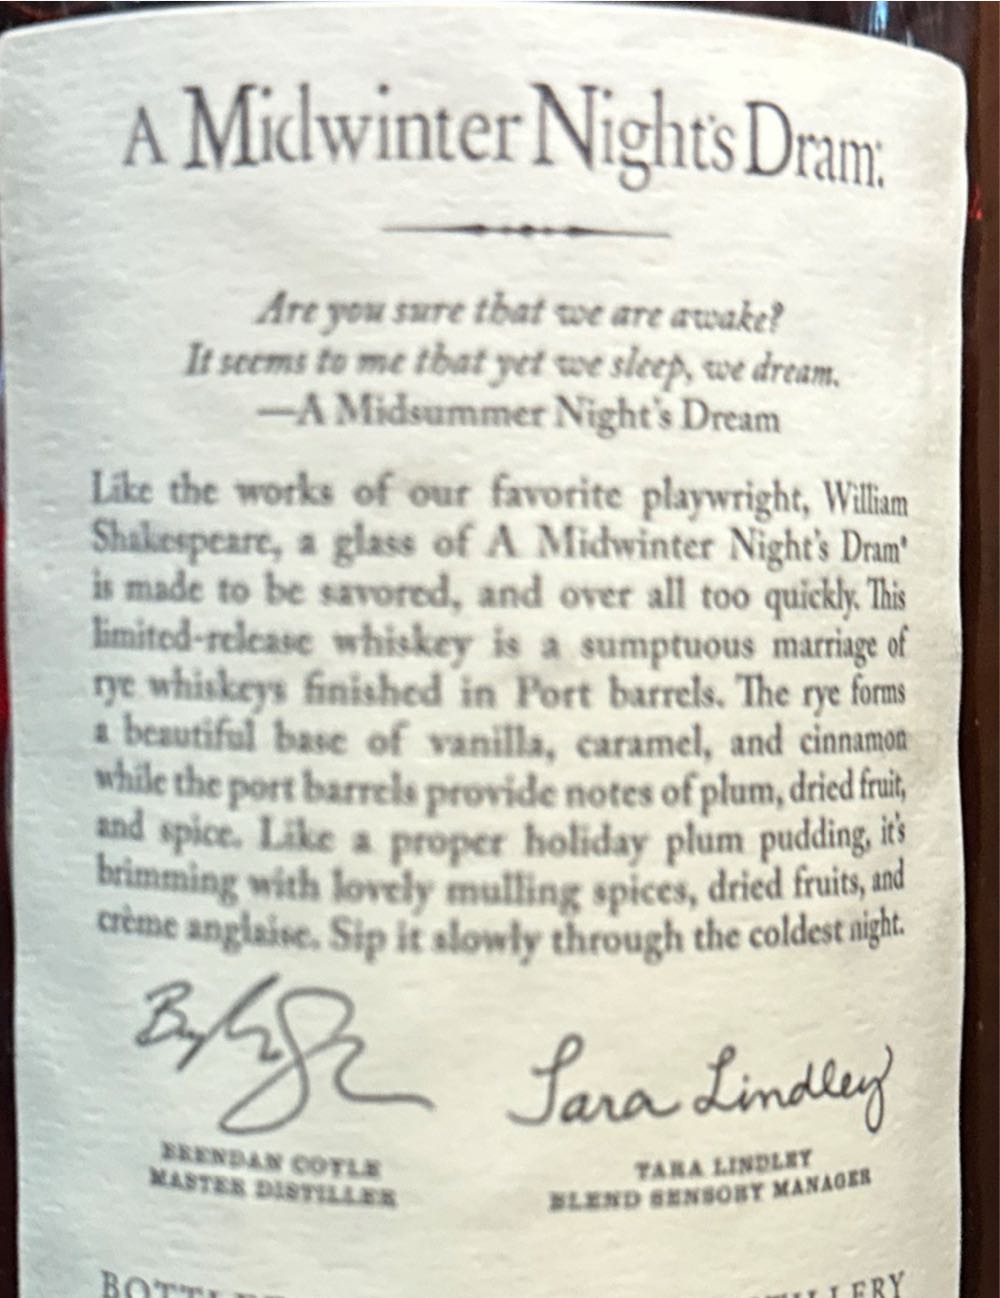 A Midwinter Night's Dram:
Are you sure that we are awake?
It seems to me that yet we sleep, we dream.
—A Midsummer Night's Dream
Like the works of our favorite playwright, William
Shakespeare, a glass of A Midwinter Night's Dram®
is made to be savored, and over all too quickly. This
limited-release whiskey is a sumptuous marriage of
rye whiskeys finished in Port barrels. The rye forms
a beautiful base of vanilla, caramel, and cinnamon
while the port barrels provide notes of plum, dried fruit,
and spice. Like a proper holiday plum pudding, it's
brimming with lovely mulling spices, dried fruits, and
crème anglaise. Sip it slowly through the coldest night.
Tara Lindley
BRENDAN COYLE TARA LINDLEY
MASTER DISTILLER BLEND SENSORY MANAGER